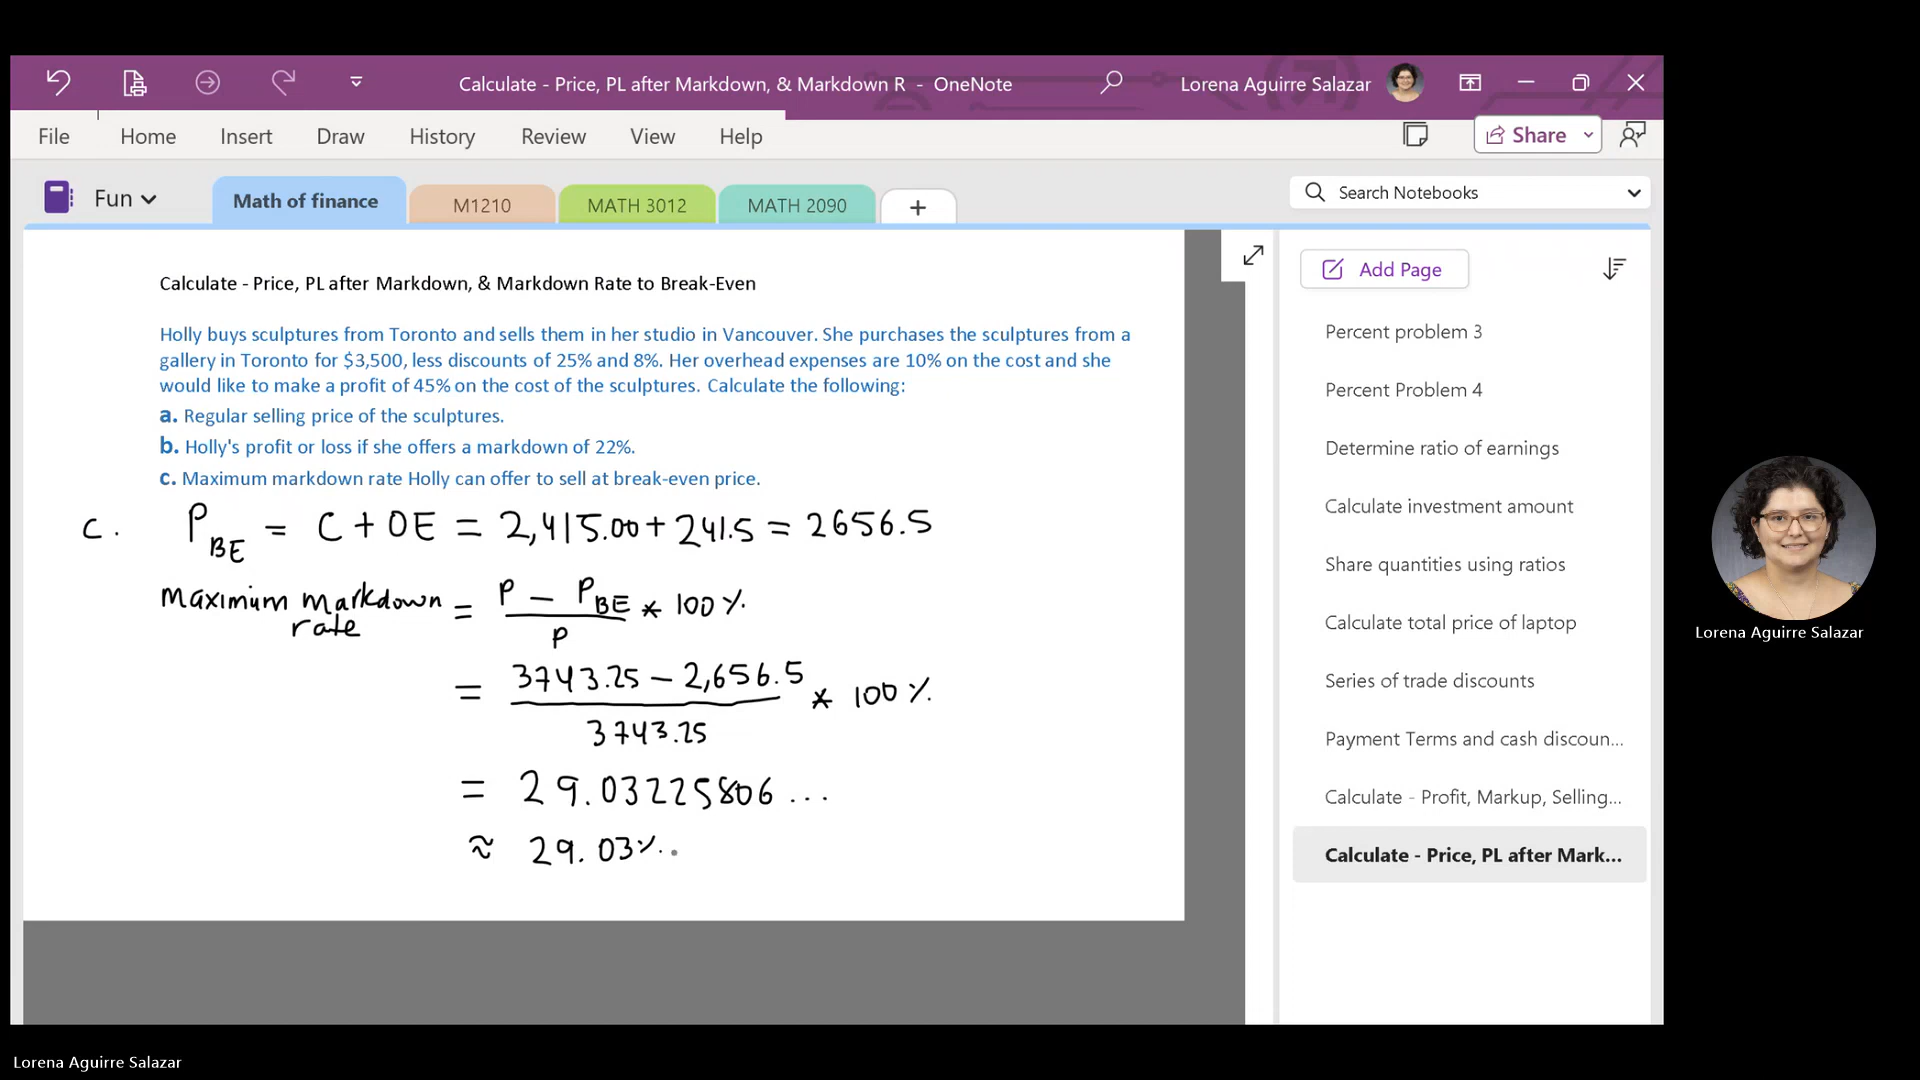 Calculate - Price, PL after Markdown, & Markdown R - OneNote
Lorena Aguirre Salazar
File Home Insert Draw History Review View Help
Share
Fun
Math of finance
M1210
MATH 3012
MATH 2090
+
Search Notebooks
Calculate - Price, PL after Markdown, & Markdown Rate to Break-Even
Holly buys sculptures from Toronto and sells them in her studio in Vancouver. She purchases the sculptures from a
gallery in Toronto for $3,500, less discounts of 25% and 8%. Her overhead expenses are 10% on the cost and she
would like to make a profit of 45% on the cost of the sculptures. Calculate the following:
a. Regular selling price of the sculptures.
b. Holly's profit or loss if she offers a markdown of 22%.
c. Maximum markdown rate Holly can offer to sell at break-even price.
c. P_BE = C + OE = 2,415.00 + 241.5 = 2656.5
maximum markdown rate = (P - P_BE) / P * 100 %
= (3743.25 - 2,656.5) / 3743.25 * 100 %
= 29.03225806 ...
≈ 29.03%.
Add Page
Percent problem 3
Percent Problem 4
Determine ratio of earnings
Calculate investment amount
Share quantities using ratios
Calculate total price of laptop
Series of trade discounts
Payment Terms and cash discoun...
Calculate - Profit, Markup, Selling...
Calculate - Price, PL after Mark...
Lorena Aguirre Salazar
Lorena Aguirre Salazar